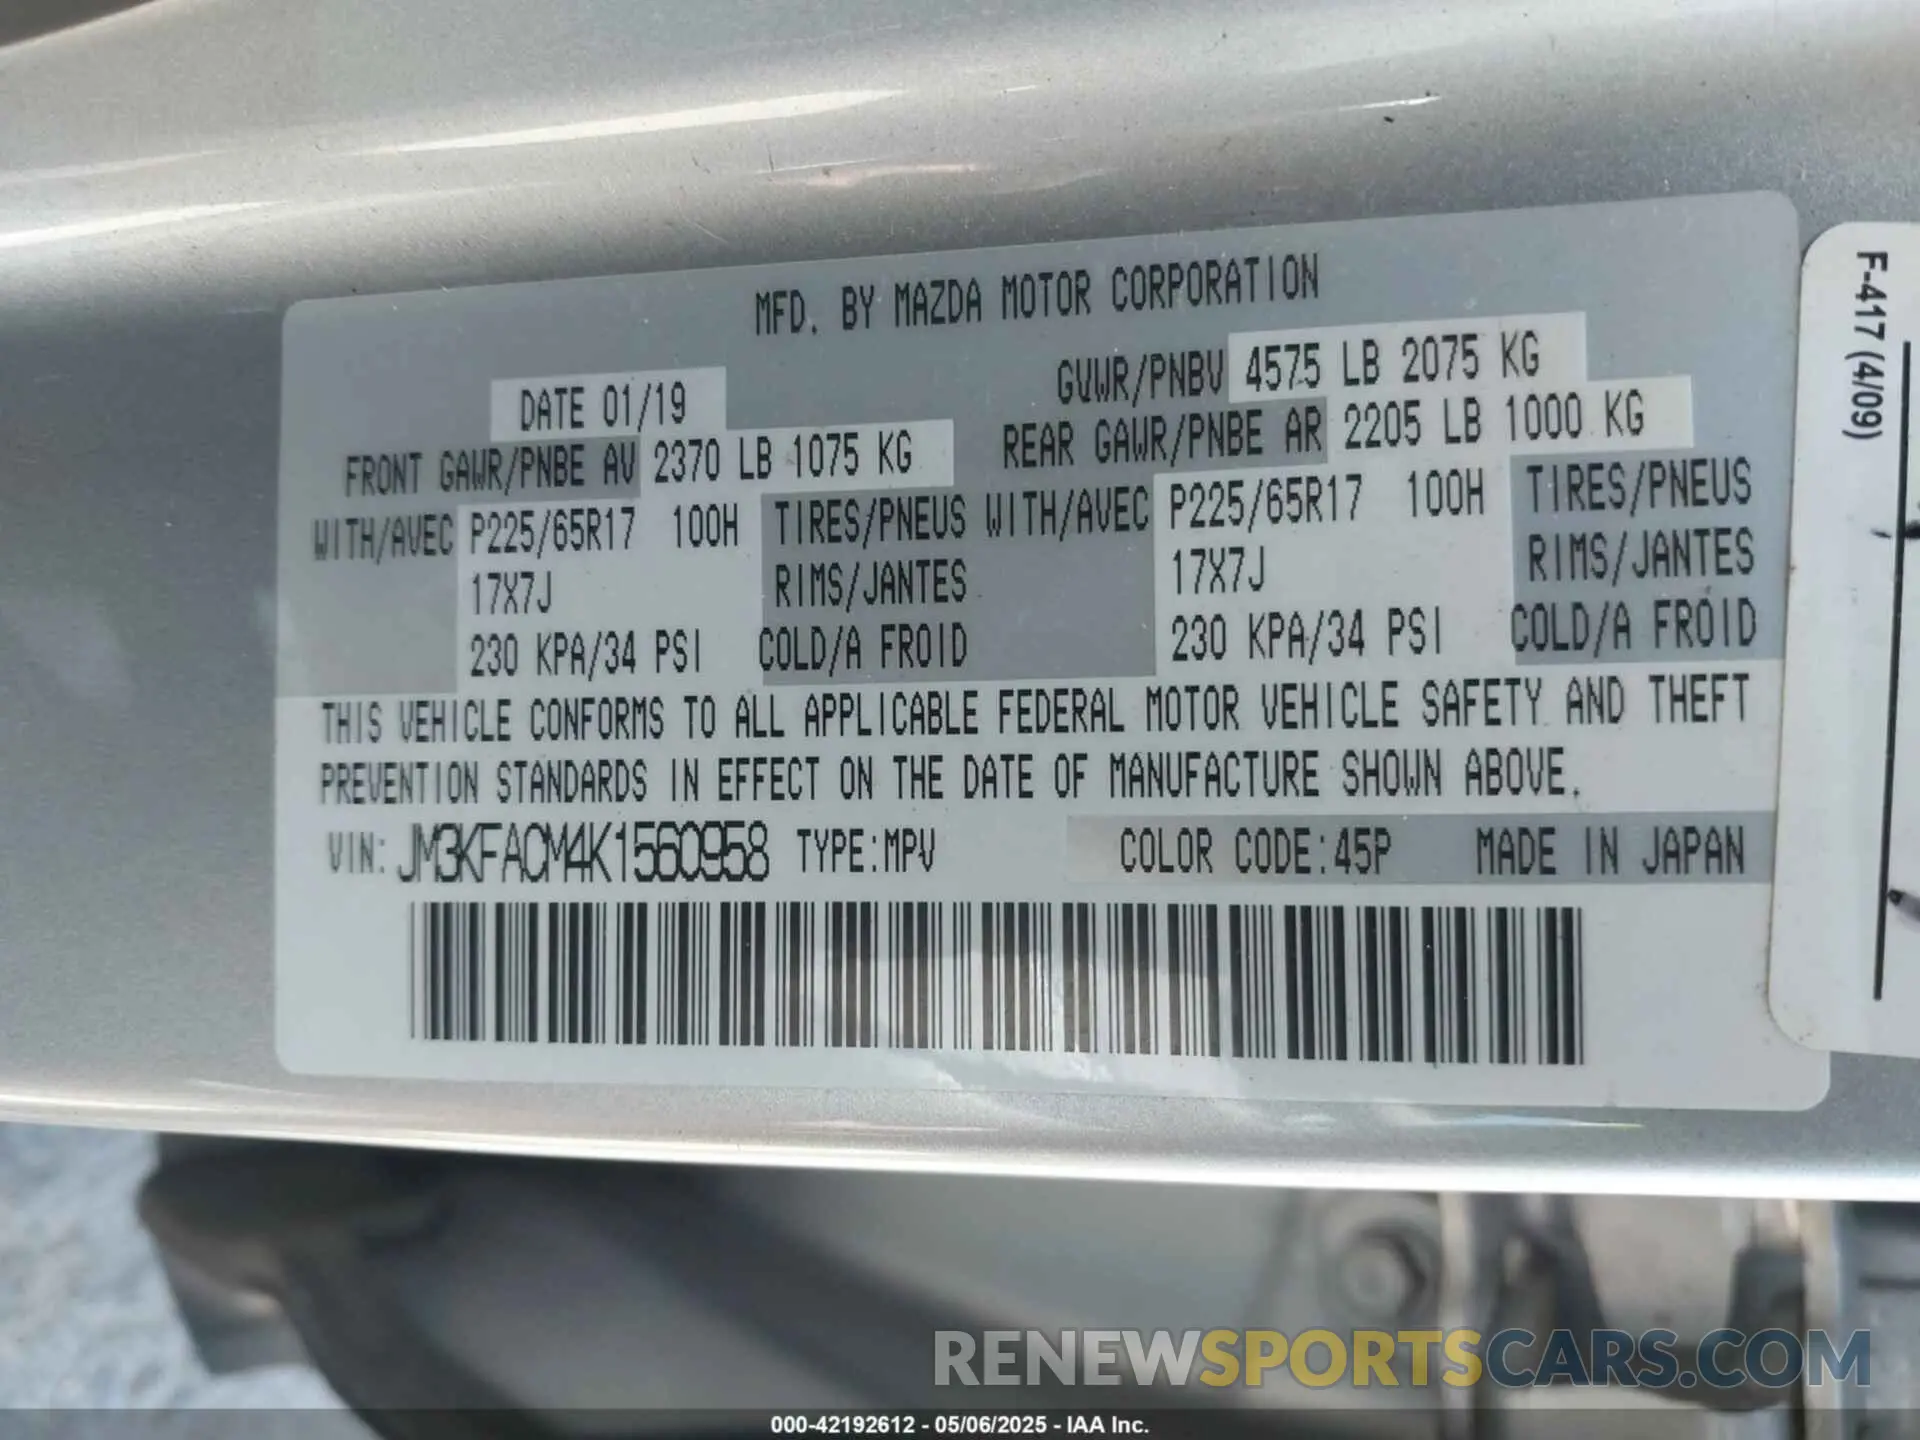 MFD. BY MAZDA MOTOR CORPORATION
DATE 01/19 GVWR/PNBV 4575 LB 2075 KG
FRONT GAWR/PNBE AV 2370 LB 1075 KG REAR GAWR/PNBE AR 2205 LB 1000 KG
WITH/AVEC P225/65R17 100H TIRES/PNEUS WITH/AVEC P225/65R17 100H TIRES/PNEUS
17X7J RIMS/JANTES 17X7J RIMS/JANTES
230 KPA/34 PSI COLD/A FROID 230 KPA/34 PSI COLD/A FROID
THIS VEHICLE CONFORMS TO ALL APPLICABLE FEDERAL MOTOR VEHICLE SAFETY AND THEFT
PREVENTION STANDARDS IN EFFECT ON THE DATE OF MANUFACTURE SHOWN ABOVE.
VIN: JM3KFACM4K1560958 TYPE:MPV COLOR CODE:45P MADE IN JAPAN
F-417 (4/09)
RENEWSPORTSCARS.COM
000-42192612 - 05/06/2025 - IAA Inc.